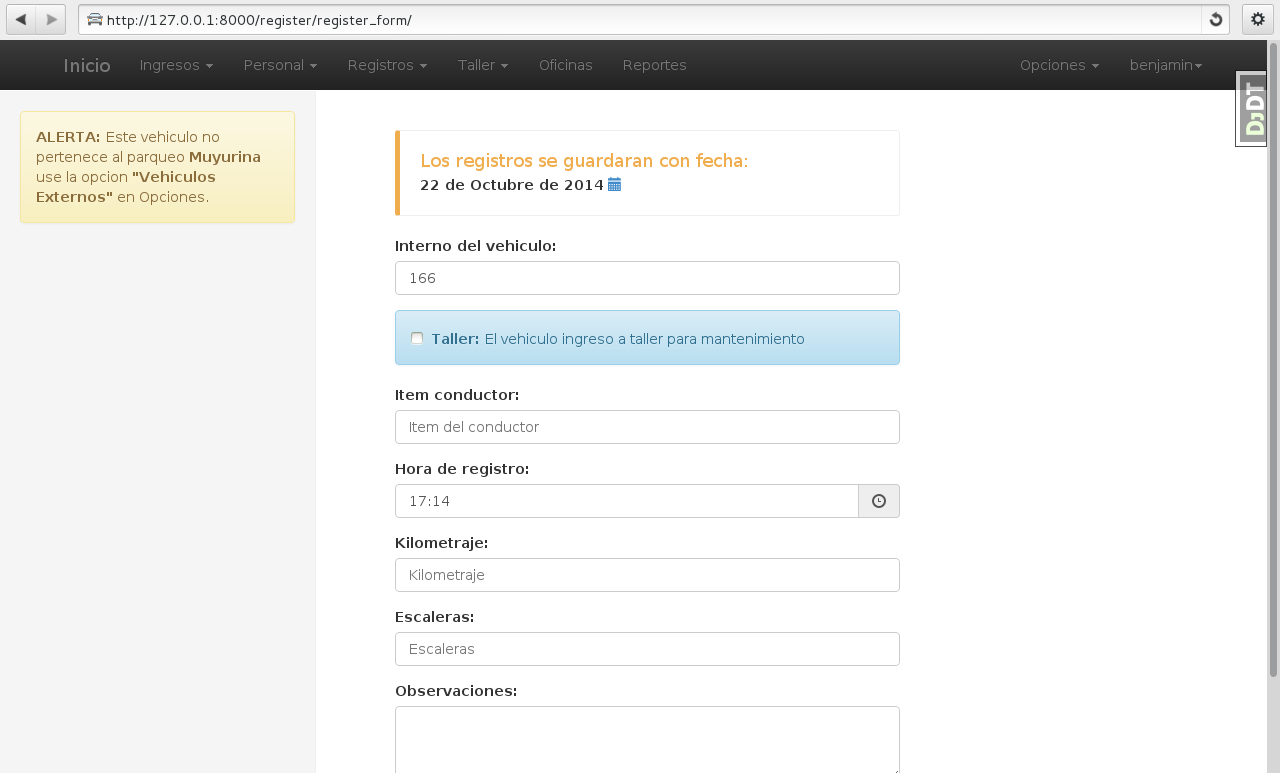 http://127.0.0.1:8000/register/register_form/
Inicio Ingresos Personal Registros Taller Oficinas Reportes Opciones benjamin
DjDT
ALERTA: Este vehiculo no
pertenece al parqueo Muyurina
use la opcion "Vehiculos
Externos" en Opciones.
Los registros se guardaran con fecha:
22 de Octubre de 2014
Interno del vehiculo:
166
Taller: El vehiculo ingreso a taller para mantenimiento
Item conductor:
Item del conductor
Hora de registro:
17:14
Kilometraje:
Kilometraje
Escaleras:
Escaleras
Observaciones: